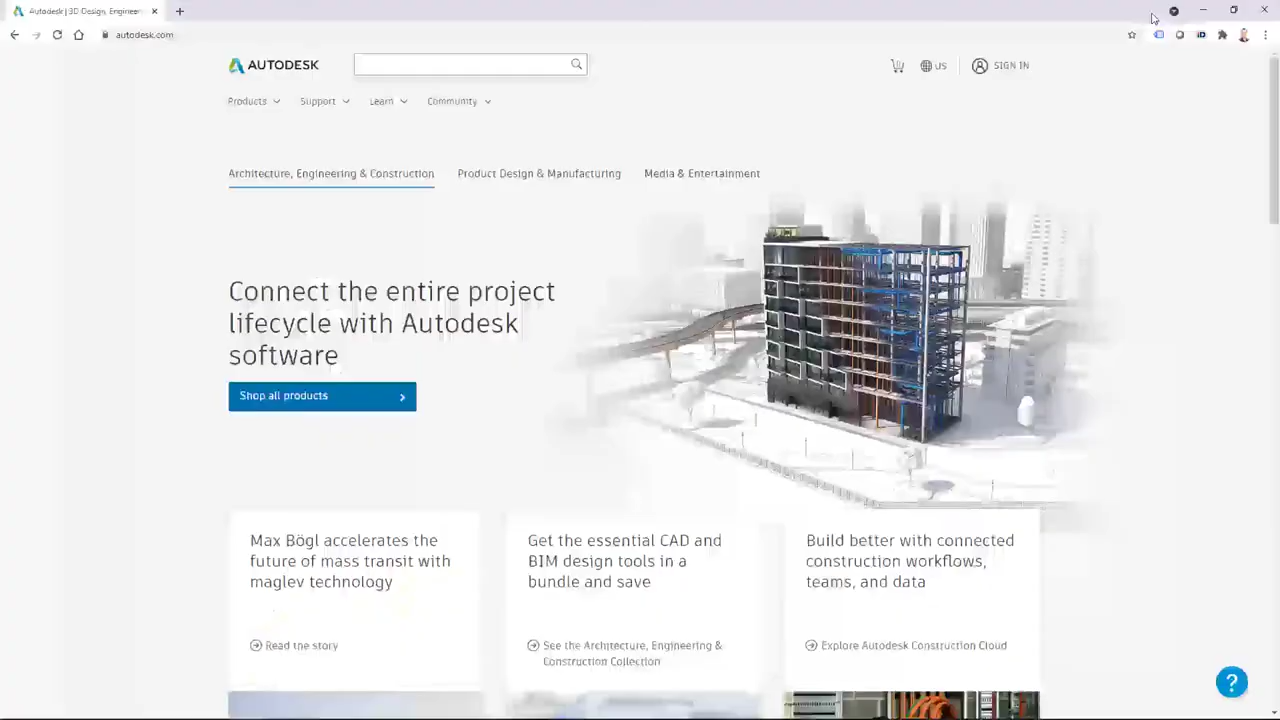 Autodesk | 3D Design, Engineer
autodesk.com
AUTODESK
US
SIGN IN
Products
Support
Learn
Community
Architecture, Engineering & Construction
Product Design & Manufacturing
Media & Entertainment
Connect the entire project
lifecycle with Autodesk
software
Shop all products
Max Bögl accelerates the
future of mass transit with
maglev technology
Read the story
Get the essential CAD and
BIM design tools in a
bundle and save
See the Architecture, Engineering &
Construction Collection
Build better with connected
construction workflows,
teams, and data
Explore Autodesk Construction Cloud
?